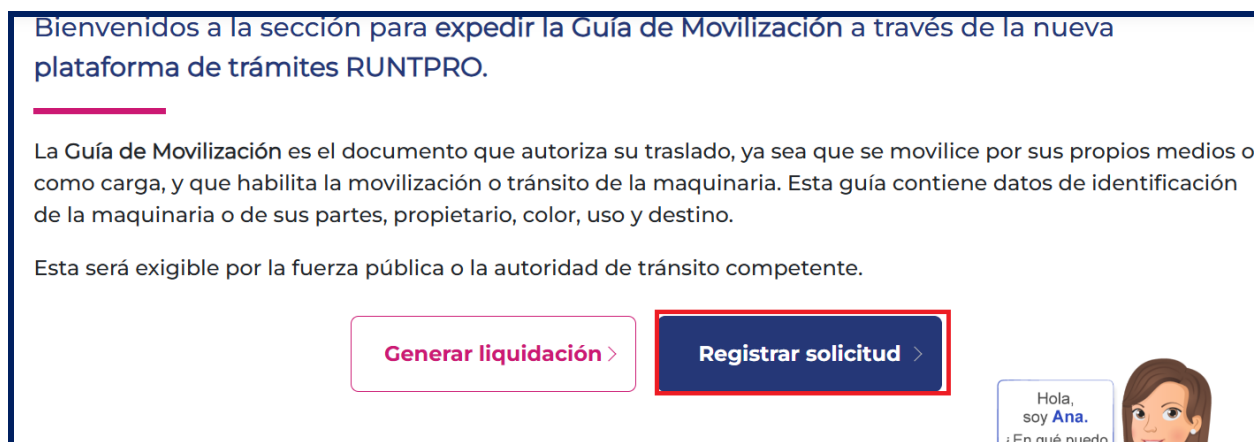 Bienvenidos a la sección para expedir la Guía de Movilización a través de la nueva
plataforma de trámites RUNTPRO.
La Guía de Movilización es el documento que autoriza su traslado, ya sea que se movilice por sus propios medios o
como carga, y que habilita la movilización o tránsito de la maquinaria. Esta guía contiene datos de identificación
de la maquinaria o de sus partes, propietario, color, uso y destino.
Esta será exigible por la fuerza pública o la autoridad de tránsito competente.
Generar liquidación >
Registrar solicitud >
Hola,
soy Ana.
¿En qué puedo